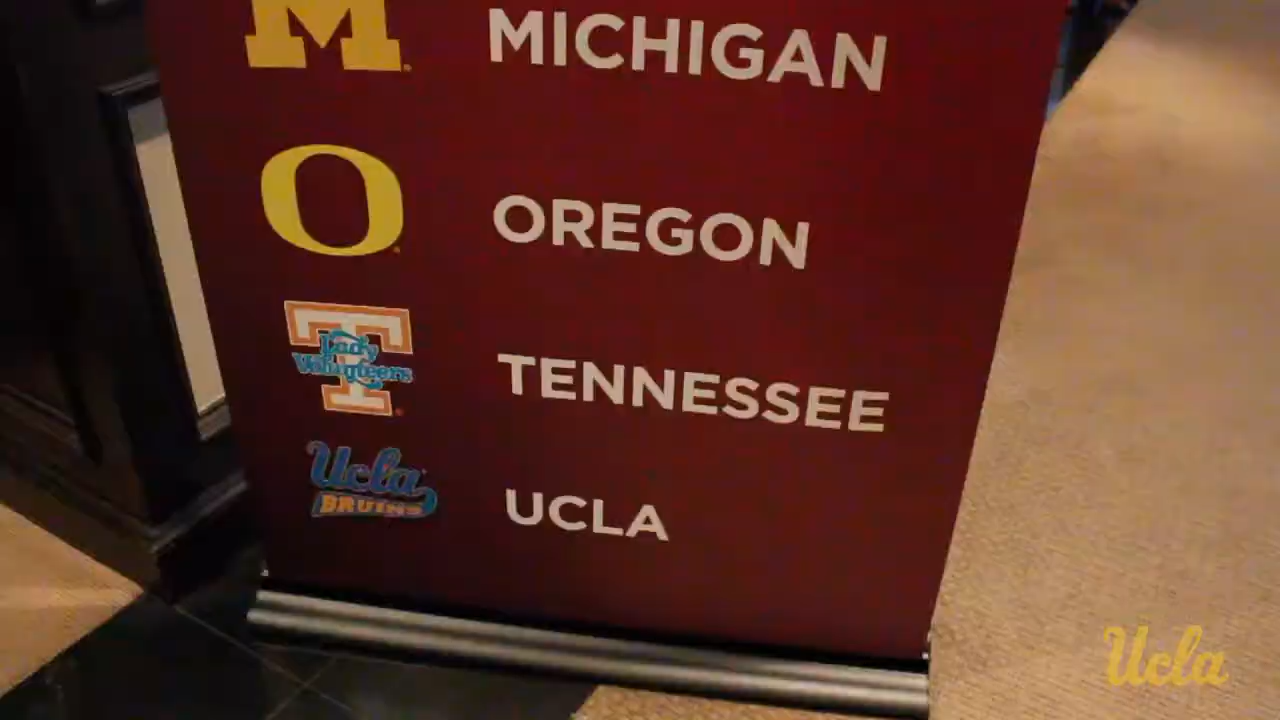 M MICHIGAN
O OREGON
T Lady Volunteers TENNESSEE
Ucla BRUINS UCLA
Ucla